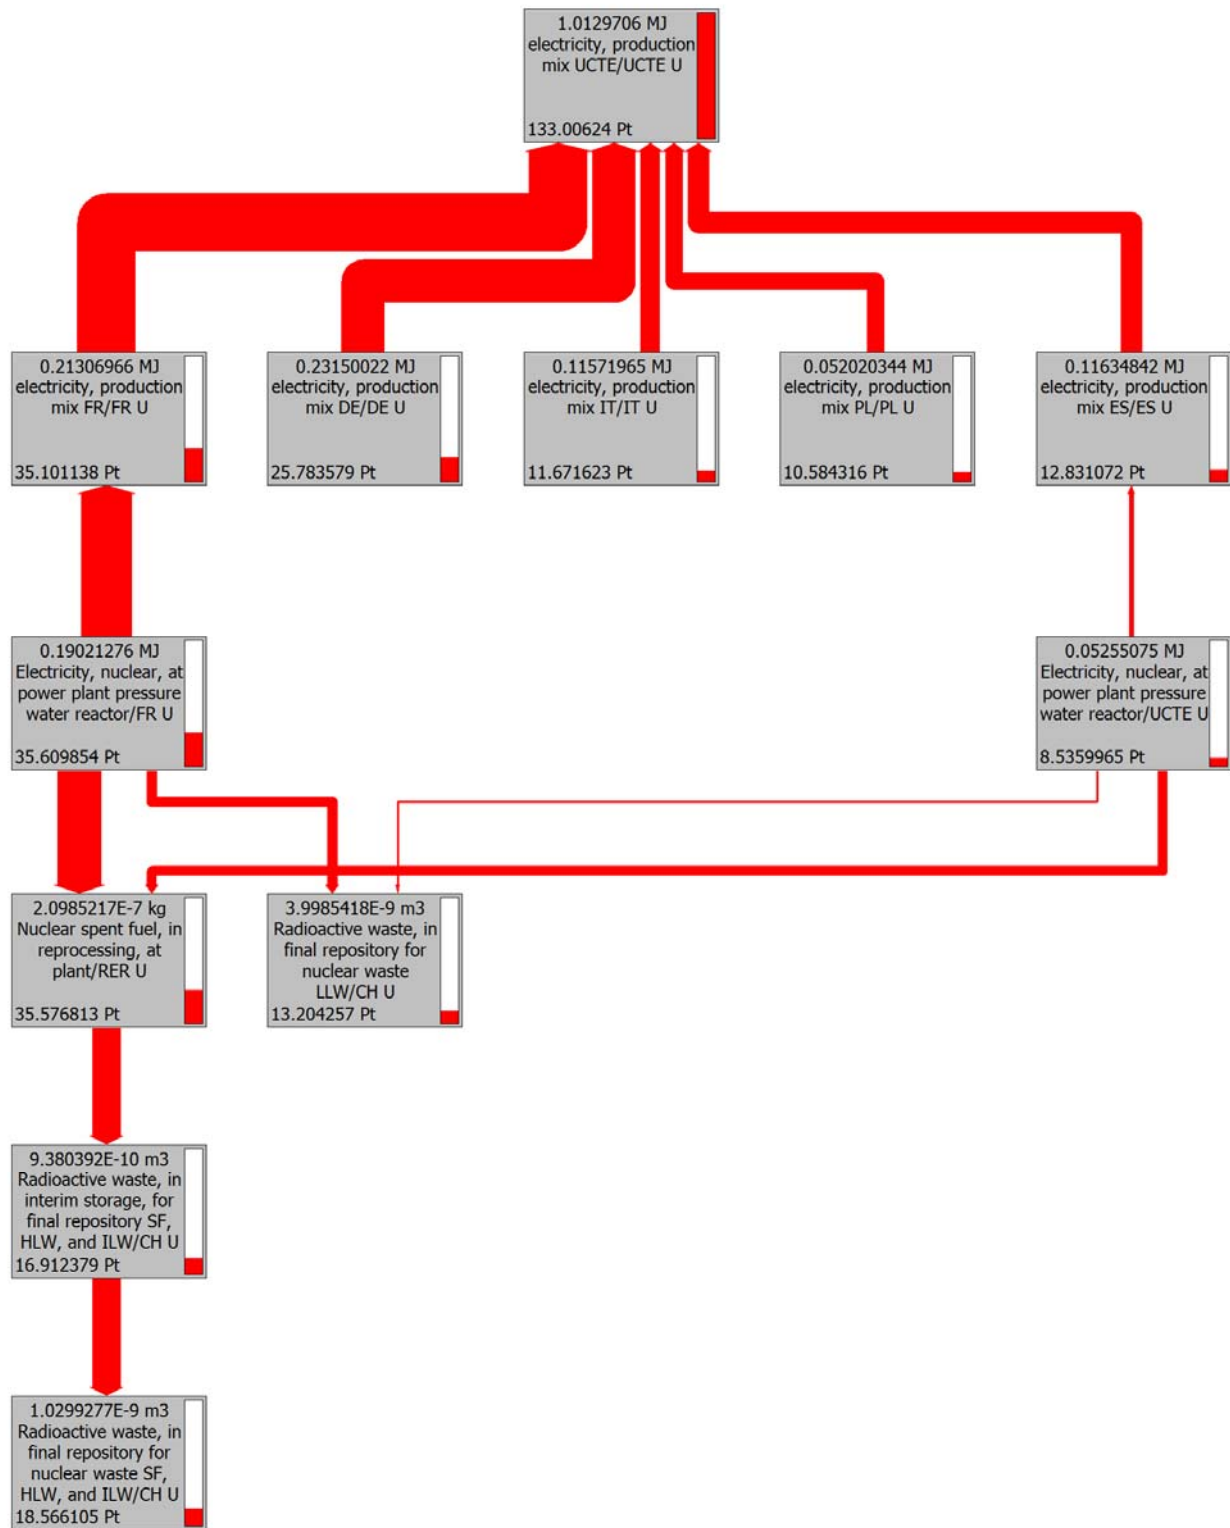 1.0129706 MJ
electricity, production
mix UCTE/UCTE U
133.00624 Pt
0.21306966 MJ
electricity, production
mix FR/FR U
35.101138 Pt
0.23150022 MJ
electricity, production
mix DE/DE U
25.783579 Pt
0.11571965 MJ
electricity, production
mix IT/IT U
11.671623 Pt
0.052020344 MJ
electricity, production
mix PL/PL U
10.584316 Pt
0.11634842 MJ
electricity, production
mix ES/ES U
12.831072 Pt
0.19021276 MJ
Electricity, nuclear, at
power plant pressure
water reactor/FR U
35.609854 Pt
0.05255075 MJ
Electricity, nuclear, at
power plant pressure
water reactor/UCTE U
8.5359965 Pt
2.0985217E-7 kg
Nuclear spent fuel, in
reprocessing, at
plant/RER U
35.576813 Pt
3.9985418E-9 m3
Radioactive waste, in
final repository for
nuclear waste
LLW/CH U
13.204257 Pt
9.380392E-10 m3
Radioactive waste, in
interim storage, for
final repository SF,
HLW, and ILW/CH U
16.912379 Pt
1.0299277E-9 m3
Radioactive waste, in
final repository for
nuclear waste SF,
HLW, and ILW/CH U
18.566105 Pt